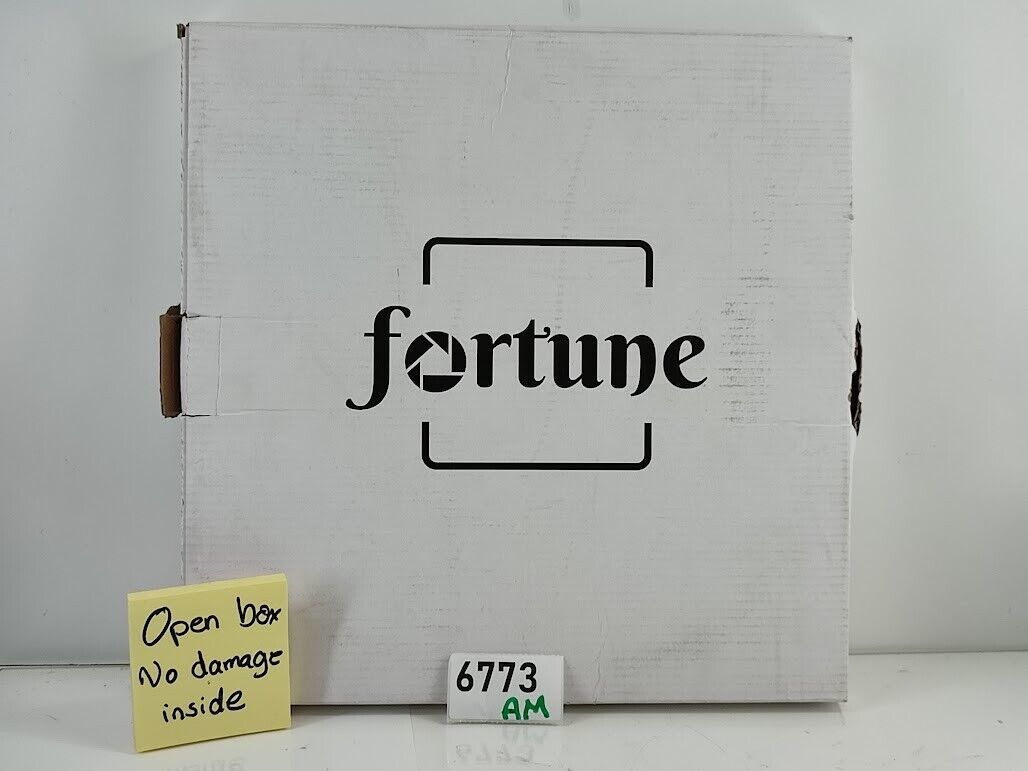 fortune
Open box
No damage
inside
6773
AM